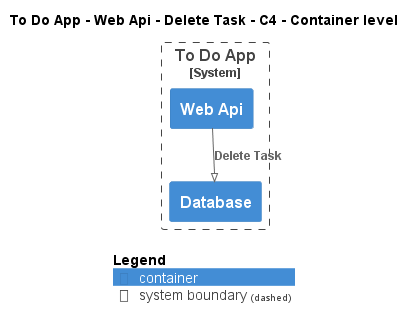 To Do App - Web Api - Delete Task - C4 - Container level
To Do App
[System]
Web Api
Delete Task
Database
Legend
container
system boundary (dashed)